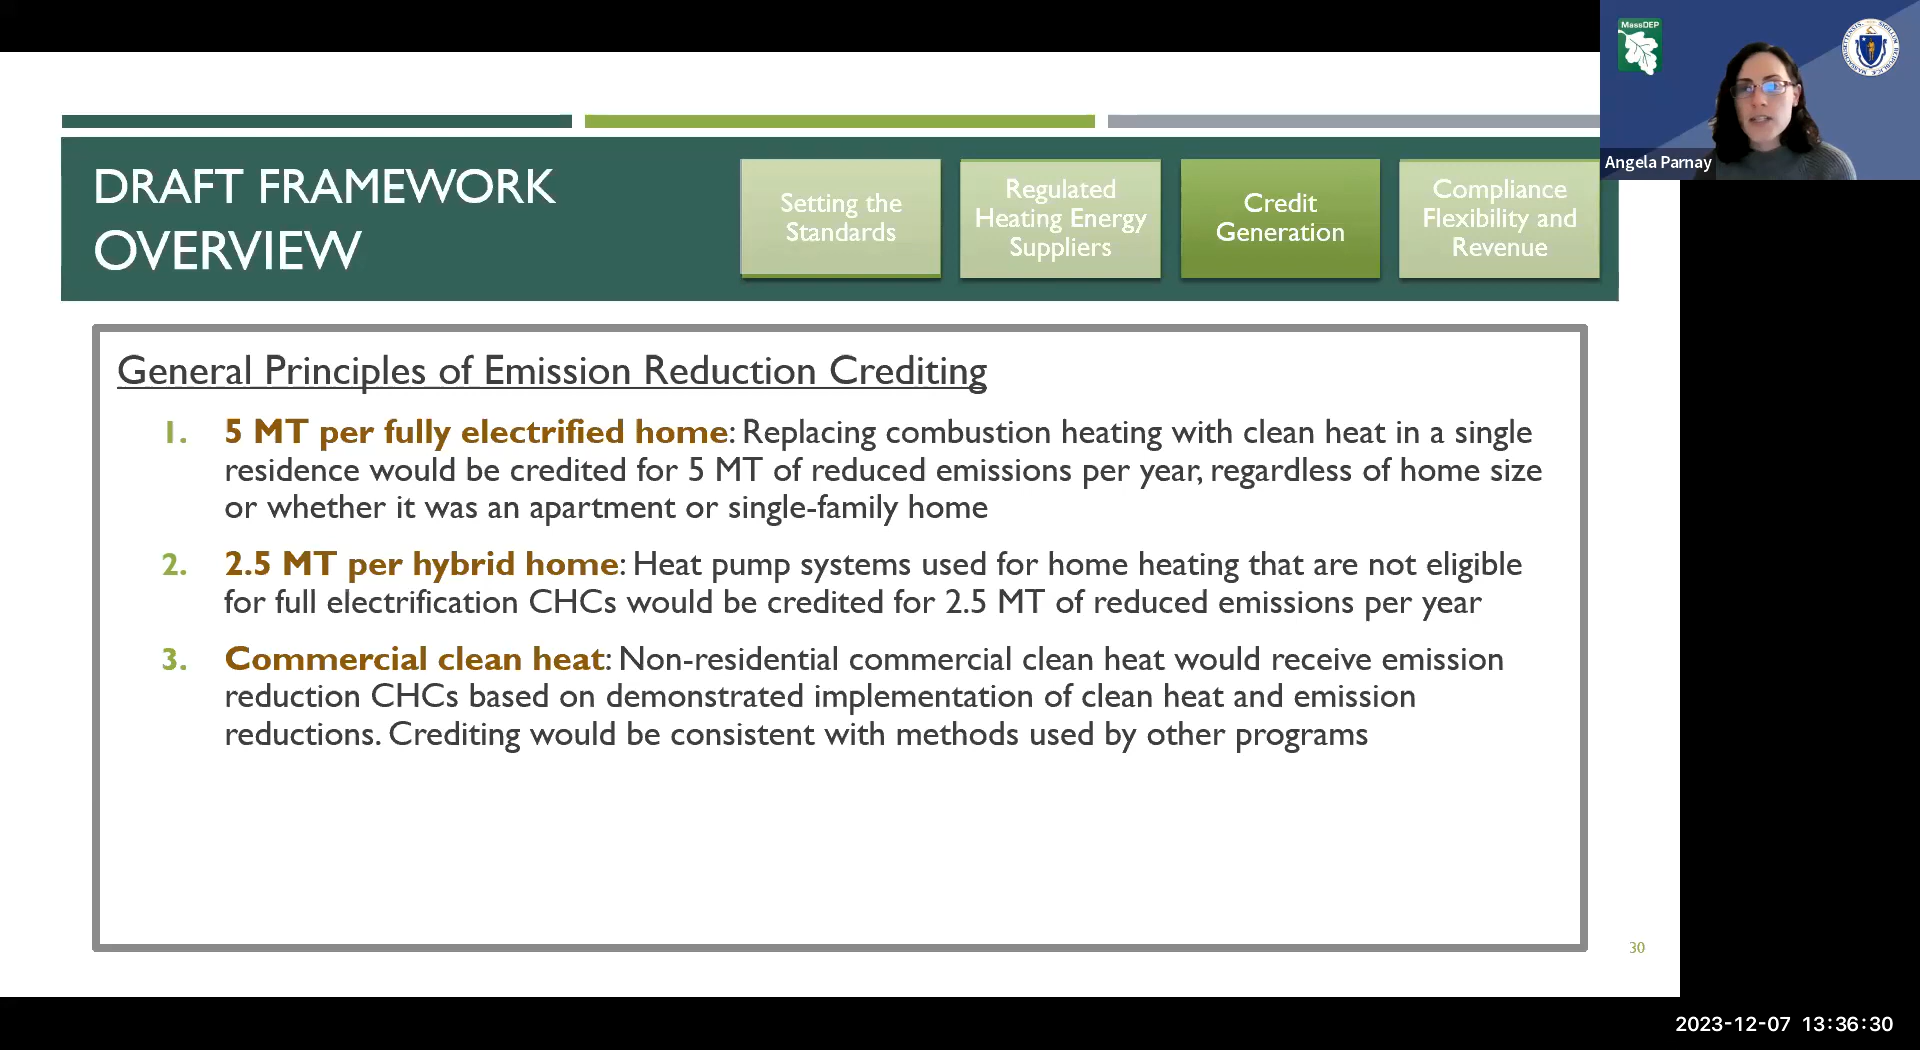 MassDEP
Angela Parnay
DRAFT FRAMEWORK
OVERVIEW
Setting the
Standards
Regulated
Heating Energy
Suppliers
Credit
Generation
Compliance
Flexibility and
Revenue
General Principles of Emission Reduction Crediting
1. 5 MT per fully electrified home: Replacing combustion heating with clean heat in a single
residence would be credited for 5 MT of reduced emissions per year, regardless of home size
or whether it was an apartment or single-family home
2. 2.5 MT per hybrid home: Heat pump systems used for home heating that are not eligible
for full electrification CHCs would be credited for 2.5 MT of reduced emissions per year
3. Commercial clean heat: Non-residential commercial clean heat would receive emission
reduction CHCs based on demonstrated implementation of clean heat and emission
reductions. Crediting would be consistent with methods used by other programs
30
2023-12-07 13:36:30